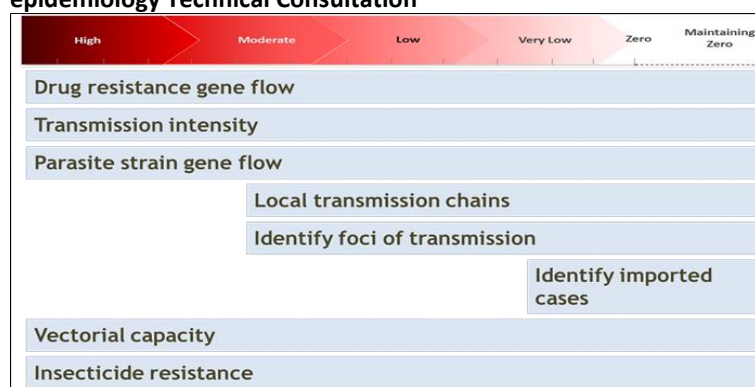 epidemiology Technical Consultation
High Moderate Low Very Low Zero Maintaining
Zero
Drug resistance gene flow
Transmission intensity
Parasite strain gene flow
Local transmission chains
Identify foci of transmission
Identify imported
cases
Vectorial capacity
Insecticide resistance